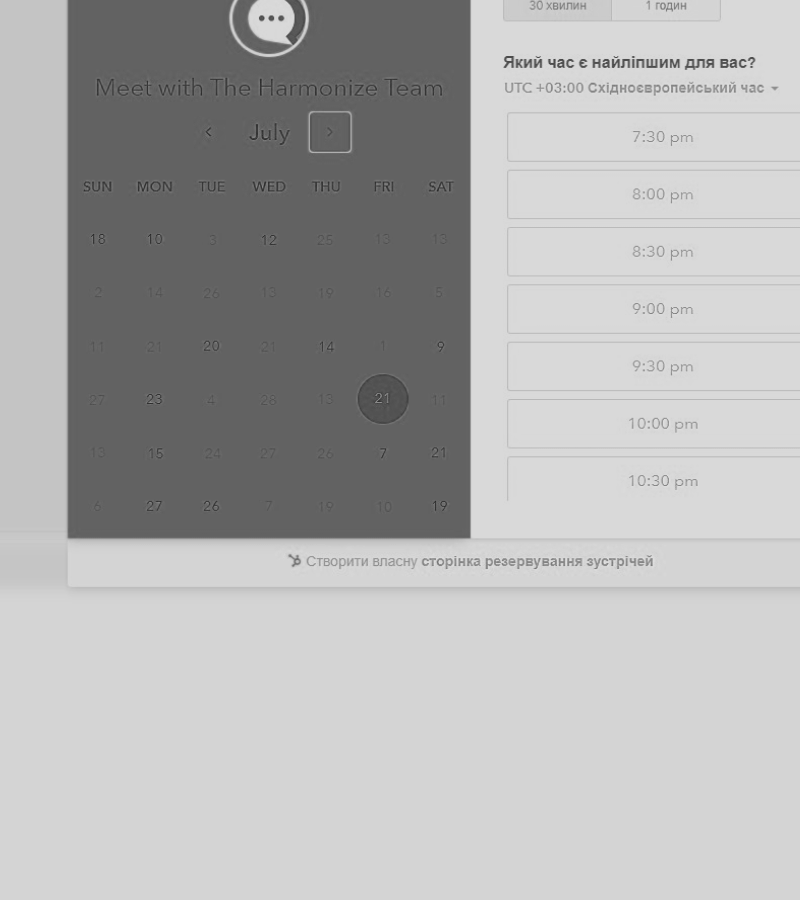 Meet with The Harmonize Team
July
SUN MON TUE WED THU FRI SAT
18 10 3 12 25 13 13
2 14 26 13 19 16 5
11 21 20 21 14 1 9
27 23 4 28 13 21 11
13 15 24 27 26 7 21
6 27 26 7 19 10 19
30 хвилин 1 годин
Який час є найліпшим для вас?
UTC +03:00 Східноєвропейський час
7:30 pm
8:00 pm
8:30 pm
9:00 pm
9:30 pm
10:00 pm
10:30 pm
Створити власну сторінка резервування зустрічей